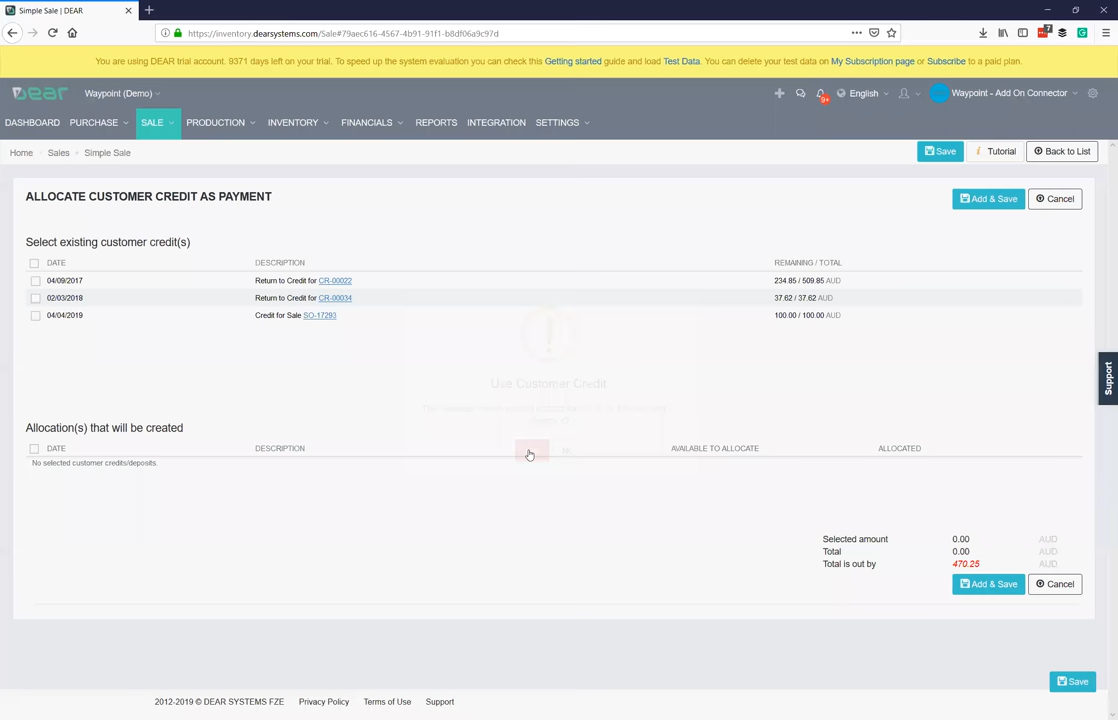 Simple Sale | DEAR
https://inventory.dearsystems.com/Sale#79aec616-4567-4b91-91f1-b8df06a9c97d
7
You are using DEAR trial account. 9371 days left on your trial. To speed up the system evaluation you can check this Getting started guide and load Test Data. You can delete your test data on My Subscription page or Subscribe to a paid plan.
Dear Waypoint (Demo) 9+ English Waypoint - Add On Connector
DASHBOARD PURCHASE SALE PRODUCTION INVENTORY FINANCIALS REPORTS INTEGRATION SETTINGS
Home Sales Simple Sale Save Tutorial Back to List
ALLOCATE CUSTOMER CREDIT AS PAYMENT Add & Save Cancel
Select existing customer credit(s)
DATE DESCRIPTION REMAINING / TOTAL
04/09/2017 Return to Credit for CR-00022 234.85 / 509.85 AUD
02/03/2018 Return to Credit for CR-00034 37.62 / 37.62 AUD
04/04/2019 Credit for Sale SO-17293 100.00 / 100.00 AUD
Support
Use Customer Credit
Allocation(s) that will be created
DATE DESCRIPTION AVAILABLE TO ALLOCATE ALLOCATED
No selected customer credits/deposits.
Selected amount 0.00 AUD
Total 0.00 AUD
Total is out by 470.25 AUD
Add & Save Cancel
Save
2012-2019 © DEAR SYSTEMS FZE Privacy Policy Terms of Use Support